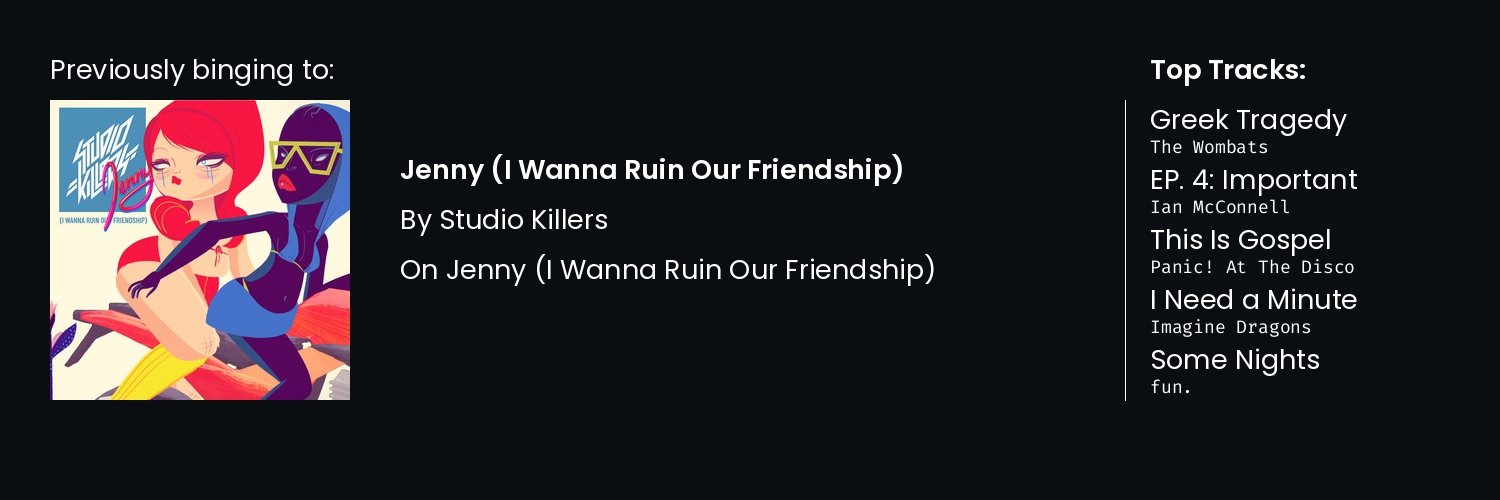 Previously binging to:
STUDIO
KILLERS
Jenny
(I WANNA RUIN OUR FRIENDSHIP)
Jenny (I Wanna Ruin Our Friendship)
By Studio Killers
On Jenny (I Wanna Ruin Our Friendship)
Top Tracks:
Greek Tragedy
The Wombats
EP. 4: Important
Ian McConnell
This Is Gospel
Panic! At The Disco
I Need a Minute
Imagine Dragons
Some Nights
fun.